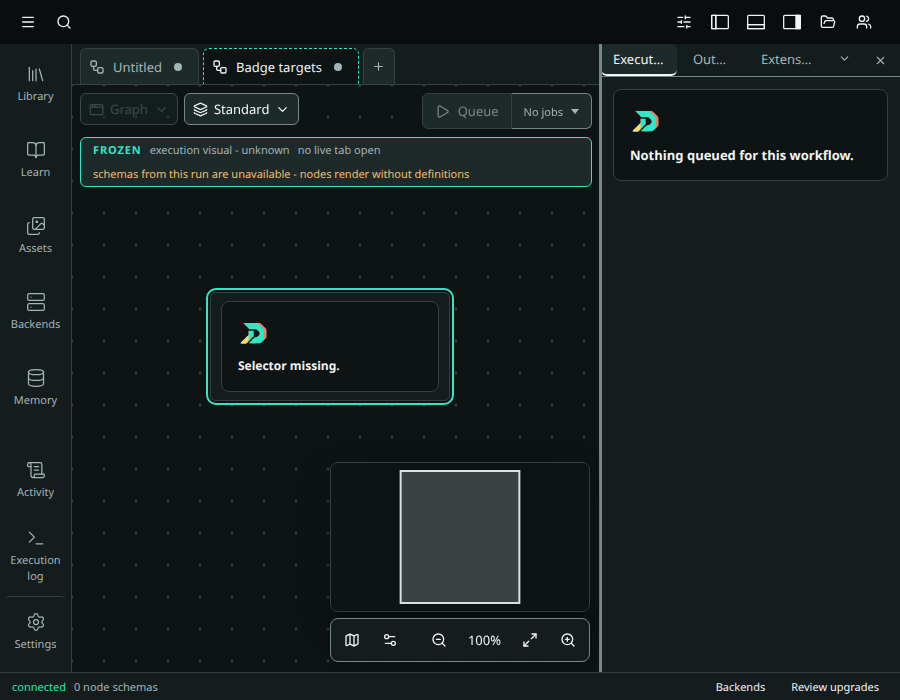 Untitled
Badge targets
Execut...
Out...
Extens...
Graph
Standard
Queue
No jobs
FROZEN execution visual - unknown no live tab open
schemas from this run are unavailable - nodes render without definitions
Nothing queued for this workflow.
Library
Learn
Assets
Backends
Memory
Activity
Execution
log
Settings
Selector missing.
100%
connected 0 node schemas
Backends
Review upgrades